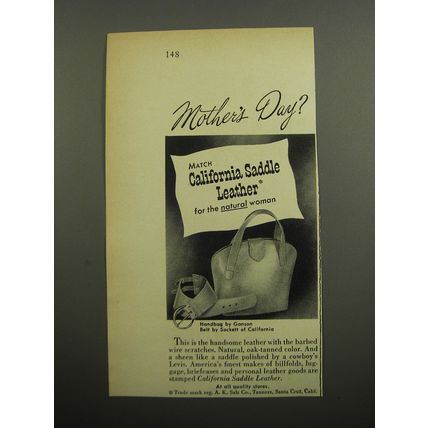 148
Mother's Day?
MATCH
California Saddle
Leather*
for the natural woman
Handbag by Ganson
Belt by Sockett of California
This is the handsome leather with the barbed
wire scratches. Natural, oak-tanned color. And
a sheen like a saddle polished by a cowboy's
Levis. America's finest makes of billfolds, bag-
gage, briefcases and personal leather goods are
stamped California Saddle Leather.
At all quality stores.
® Trade mark reg. A. K. Salz Co., Tanners, Santa Cruz, Calif.